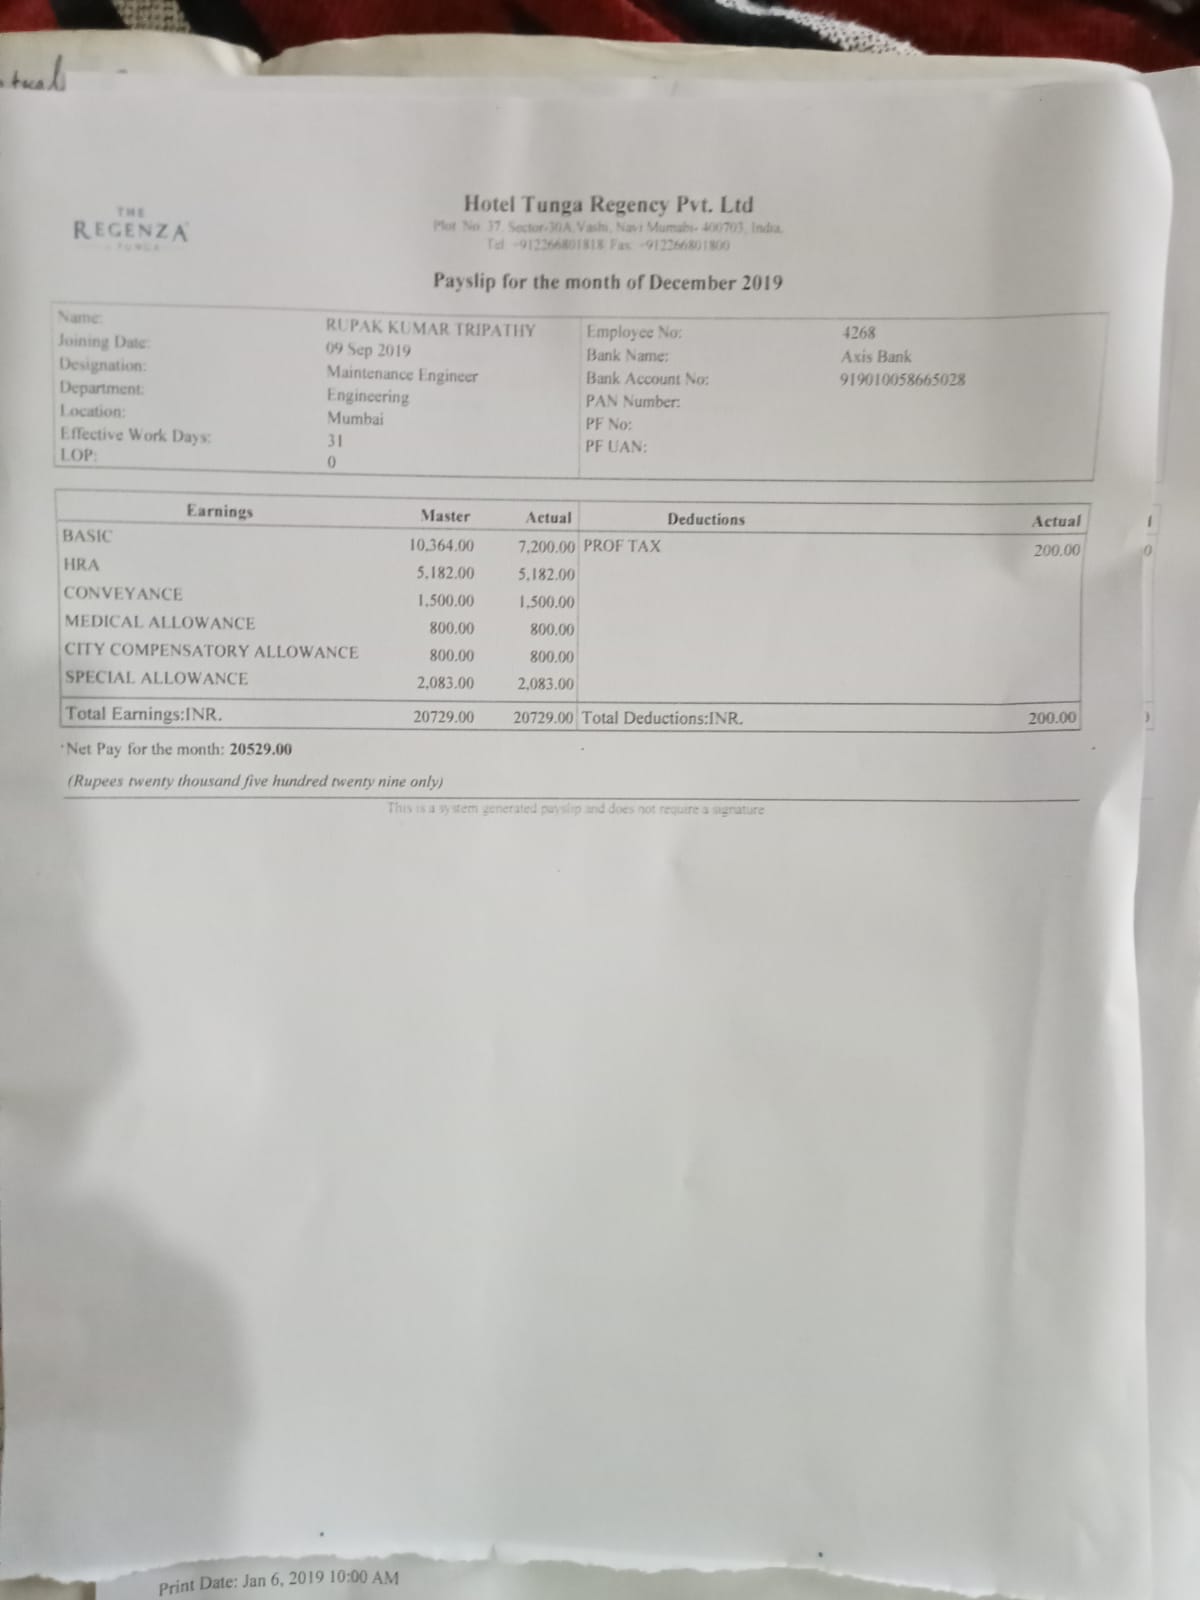 tual
THE
REGENZA
TUNGA
Hotel Tunga Regency Pvt. Ltd
Plot No 37, Sector-30A, Vashi, Navi Mumabi- 400703, India.
Tel -912266801818 Fax -912266801800
Payslip for the month of December 2019
Name: RUPAK KUMAR TRIPATHY Employee No: 4268
Joining Date: 09 Sep 2019 Bank Name: Axis Bank
Designation: Maintenance Engineer Bank Account No: 919010058665028
Department: Engineering PAN Number:
Location: Mumbai PF No:
Effective Work Days: 31 PF UAN:
LOP: 0
Earnings Master Actual Deductions Actual
BASIC 10,364.00 7,200.00 PROF TAX 200.00
HRA 5,182.00 5,182.00
CONVEYANCE 1,500.00 1,500.00
MEDICAL ALLOWANCE 800.00 800.00
CITY COMPENSATORY ALLOWANCE 800.00 800.00
SPECIAL ALLOWANCE 2,083.00 2,083.00
Total Earnings:INR. 20729.00 20729.00 Total Deductions:INR. 200.00
Net Pay for the month: 20529.00
(Rupees twenty thousand five hundred twenty nine only)
This is a system generated payslip and does not require a signature
Print Date: Jan 6, 2019 10:00 AM